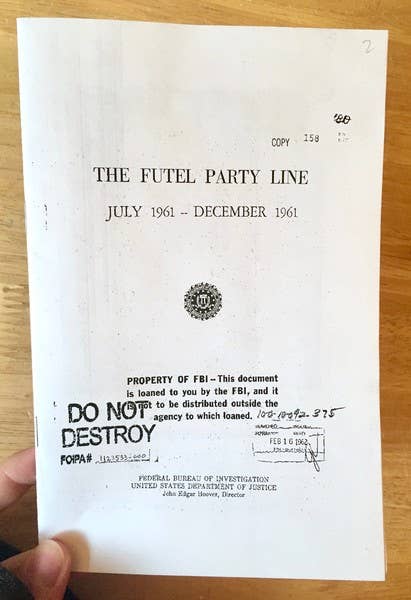 2
COPY 158
THE FUTEL PARTY LINE
JULY 1961 -- DECEMBER 1961
PROPERTY OF FBI -- This document
is loaned to you by the FBI, and it
is not to be distributed outside the
agency to which loaned.
DO NOT
DESTROY
FOIPA#
FEB 16 1962
FEDERAL BUREAU OF INVESTIGATION
UNITED STATES DEPARTMENT OF JUSTICE
John Edgar Hoover, Director